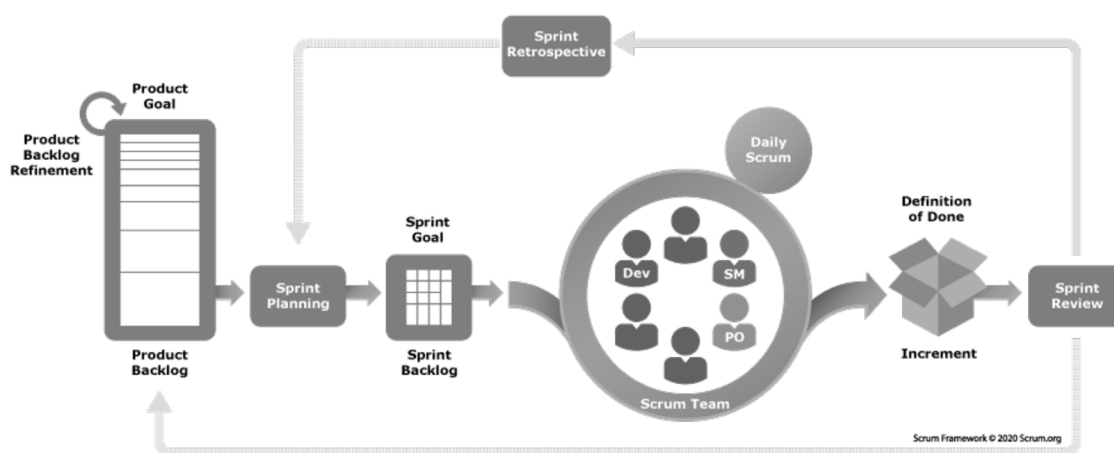 Sprint
Retrospective
Product
Goal
Product
Backlog
Refinement
Daily
Scrum
Sprint
Goal
Definition
of Done
Dev
SM
Sprint
Planning
Sprint
Review
PO
Product
Backlog
Sprint
Backlog
Increment
Scrum Team
Scrum Framework © 2020 Scrum.org